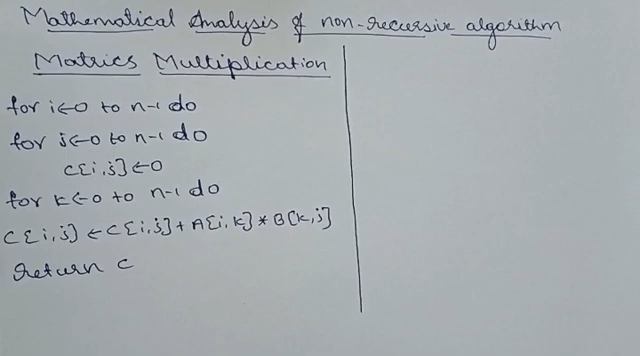 Mathematical Analysis of non-recursive algorithm
Matrics Multiplication
for i←0 to n-1 do
for j←0 to n-1 do
c[i,j]←0
for k←0 to n-1 do
C[i,j] ← C[i,j] + A[i,k] * B[k,j]
return c